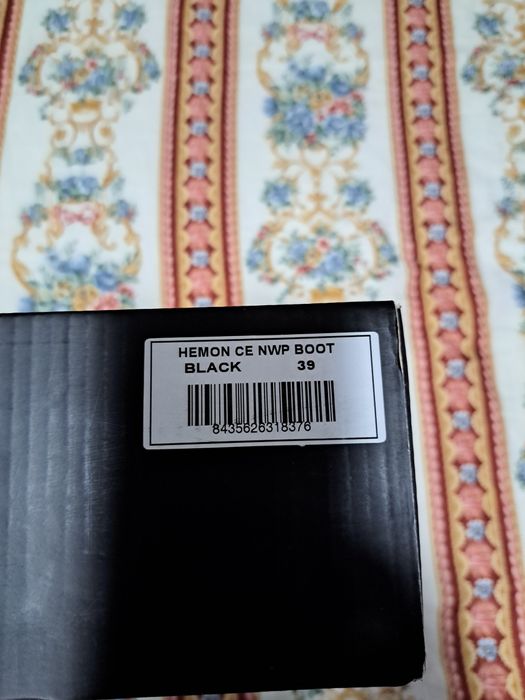 HEMON CE NWP BOOT
BLACK 39
8435626318376